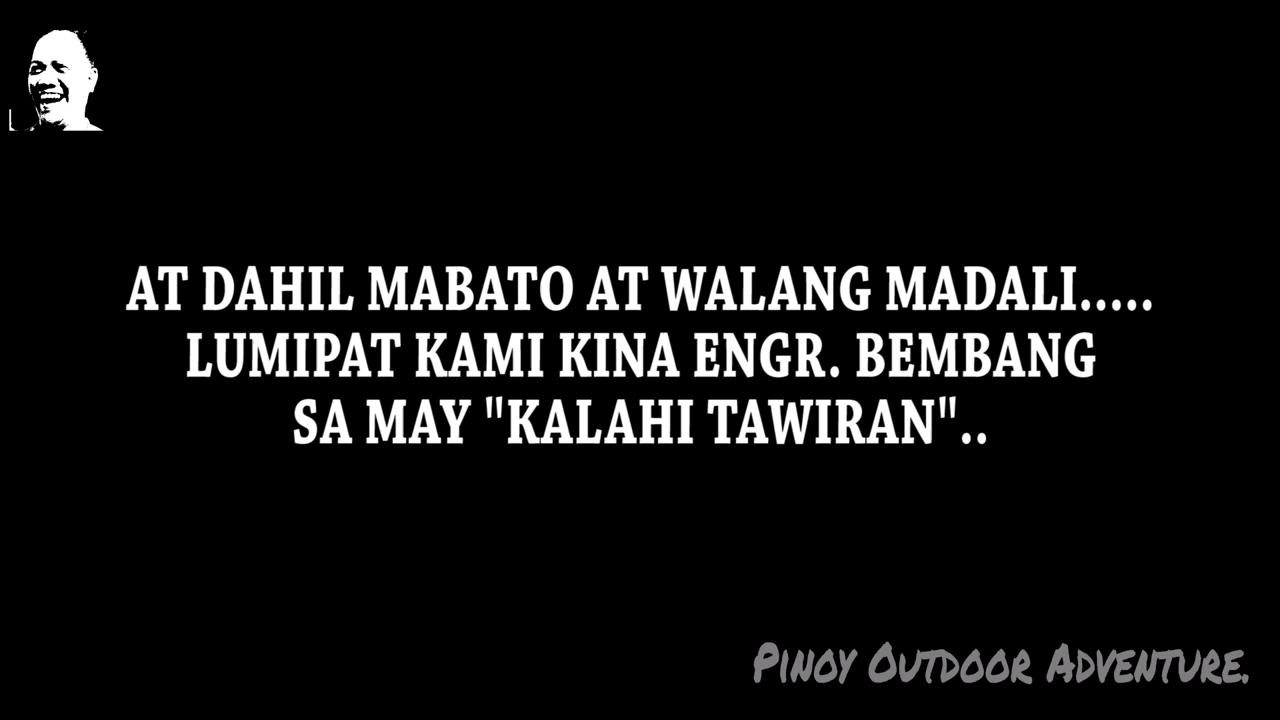 AT DAHIL MABATO AT WALANG MADALI.....
LUMIPAT KAMI KINA ENGR. BEMBANG
SA MAY "KALAHI TAWIRAN"..
PINOY OUTDOOR ADVENTURE.